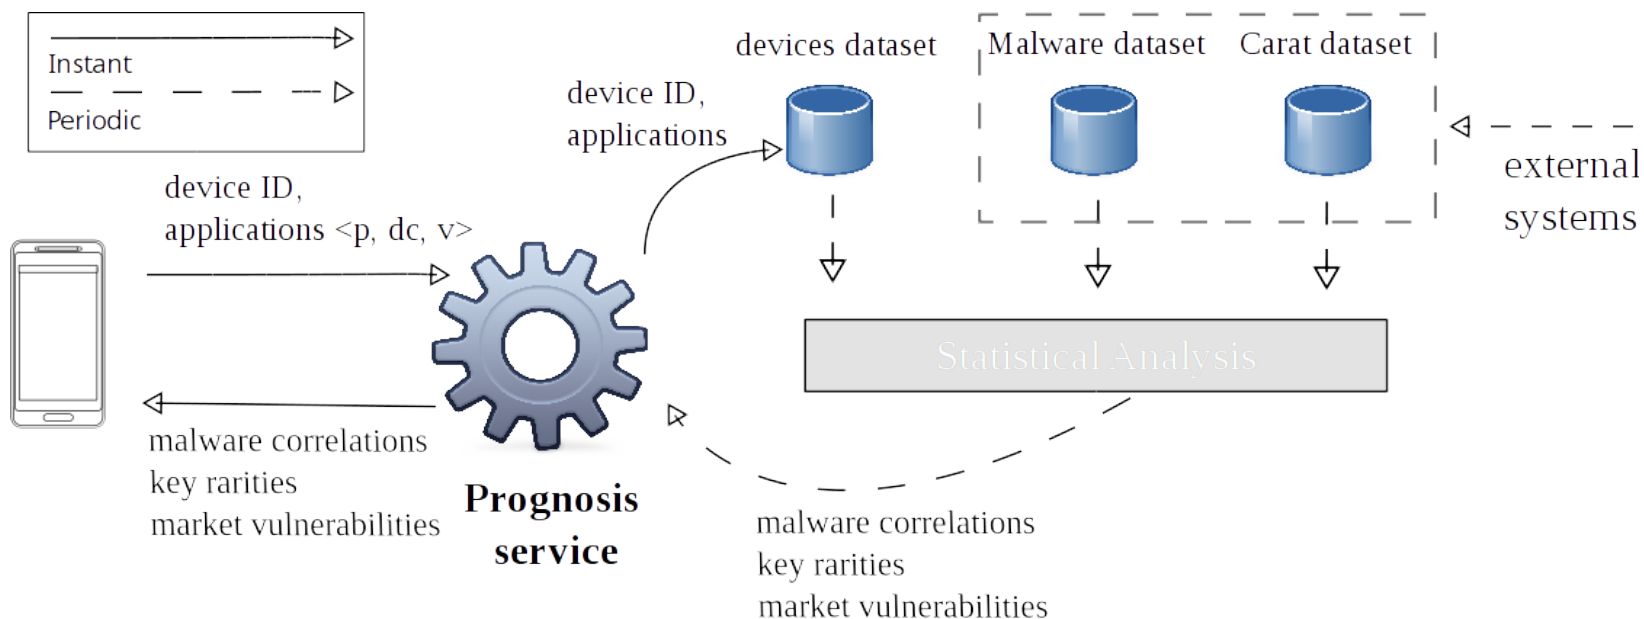 Instant
Periodic
devices dataset
Malware dataset
Carat dataset
device ID,
applications
external
systems
device ID,
applications <p, dc, v>
Statistical Analysis
malware correlations
key rarities
market vulnerabilities
Prognosis
service
malware correlations
key rarities
market vulnerabilities